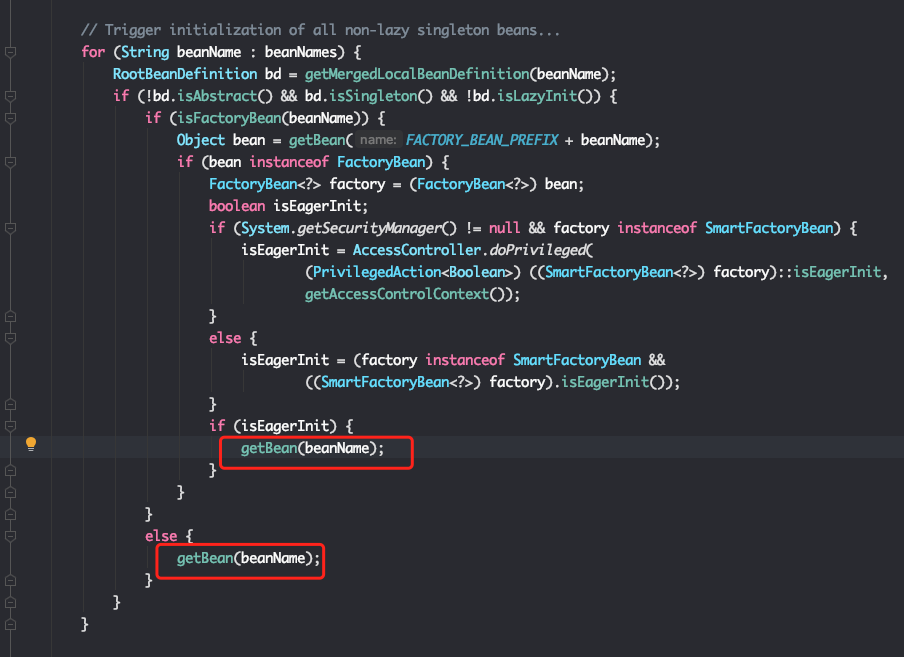 // Trigger initialization of all non-lazy singleton beans...
for (String beanName : beanNames) {
RootBeanDefinition bd = getMergedLocalBeanDefinition(beanName);
if (!bd.isAbstract() && bd.isSingleton() && !bd.isLazyInit()) {
if (isFactoryBean(beanName)) {
Object bean = getBean( name: FACTORY_BEAN_PREFIX + beanName);
if (bean instanceof FactoryBean) {
FactoryBean<?> factory = (FactoryBean<?>) bean;
boolean isEagerInit;
if (System.getSecurityManager() != null && factory instanceof SmartFactoryBean) {
isEagerInit = AccessController.doPrivileged(
(PrivilegedAction<Boolean>) ((SmartFactoryBean<?>) factory)::isEagerInit,
getAccessControlContext());
}
else {
isEagerInit = (factory instanceof SmartFactoryBean &&
((SmartFactoryBean<?>) factory).isEagerInit());
}
if (isEagerInit) {
getBean(beanName);
}
}
}
else {
getBean(beanName);
}
}
}